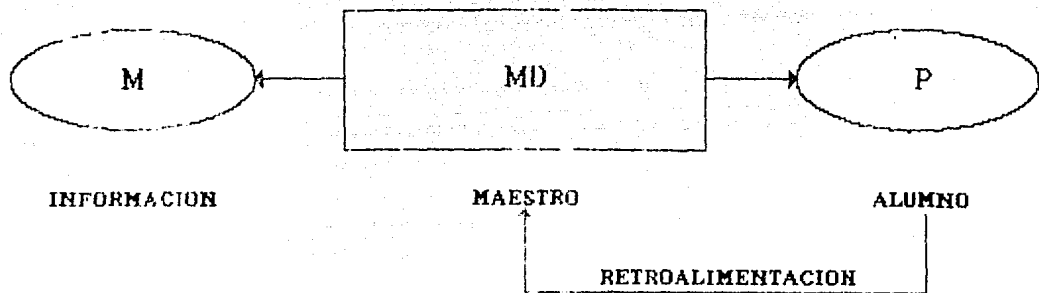 M MD P
INFORMACION MAESTRO ALUMNO
RETROALIMENTACION